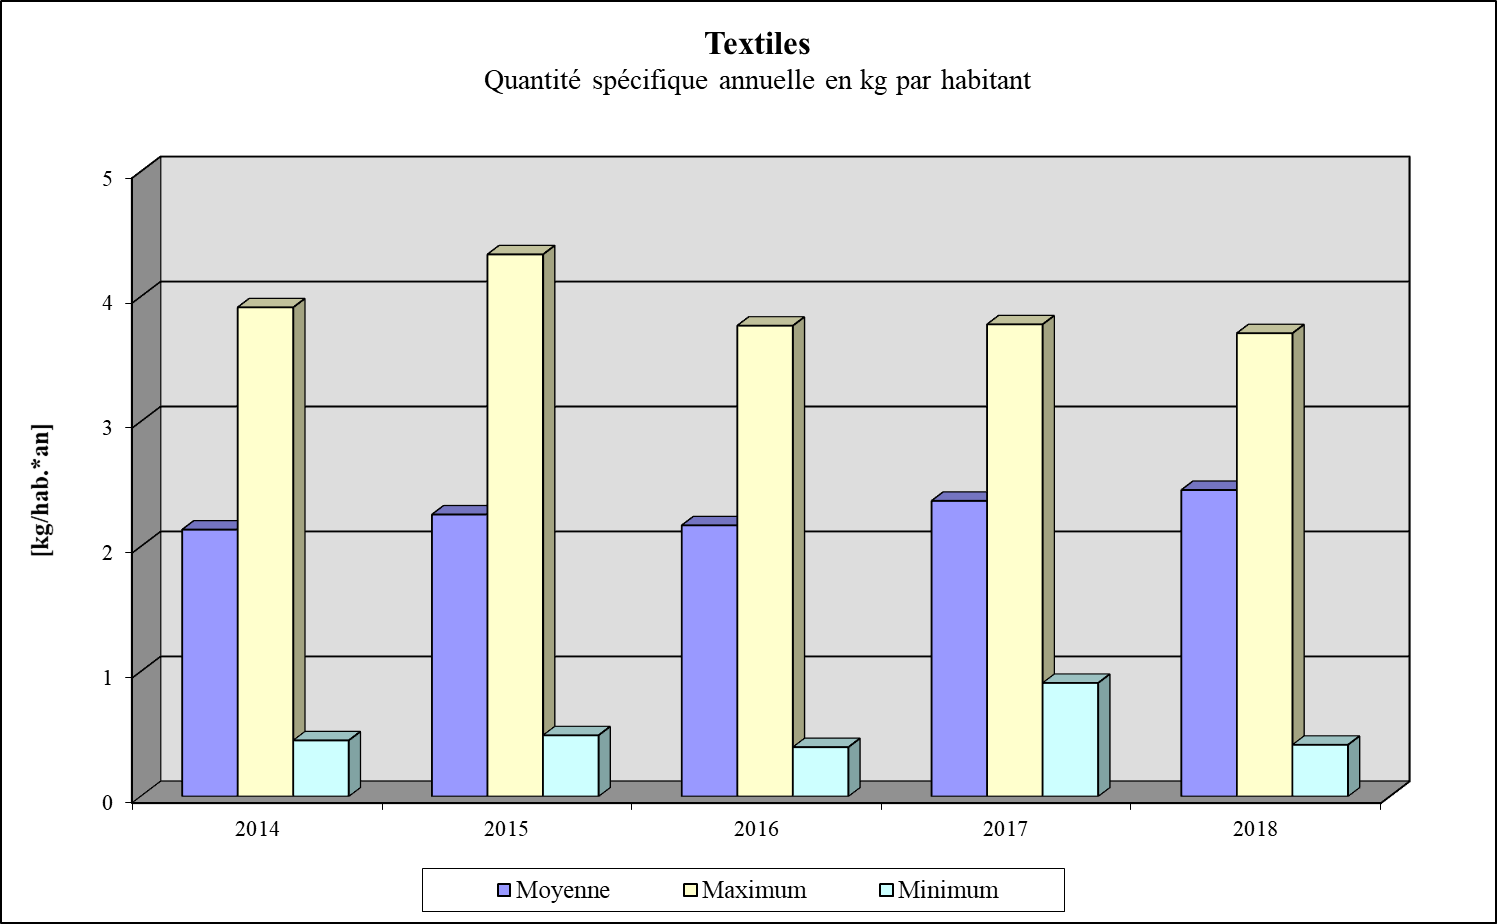 Textiles
Quantité spécifique annuelle en kg par habitant
[kg/hab.*an]
5
4
3
2
1
0
2014 2015 2016 2017 2018
Moyenne Maximum Minimum